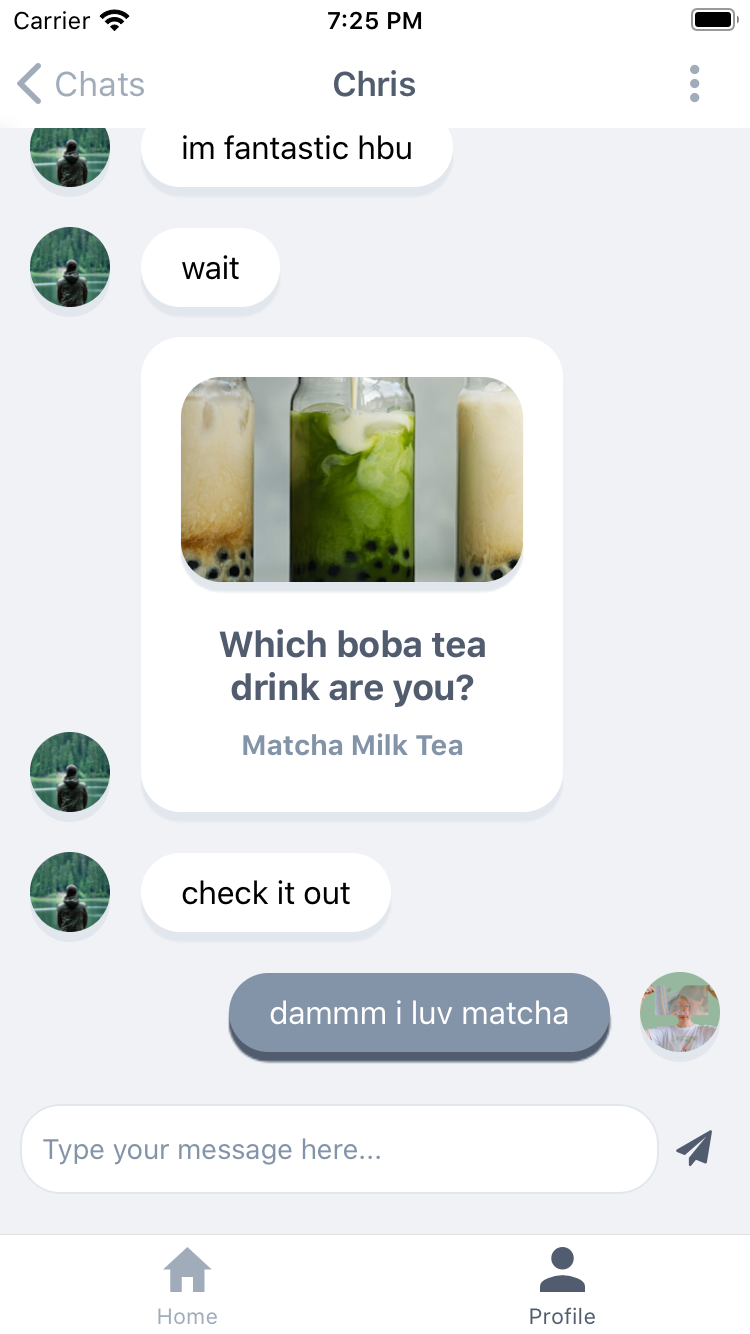 Carrier 7:25 PM
Chats Chris
im fantastic hbu
wait
Which boba tea
drink are you?
Matcha Milk Tea
check it out
dammm i luv matcha
Type your message here...
Home Profile